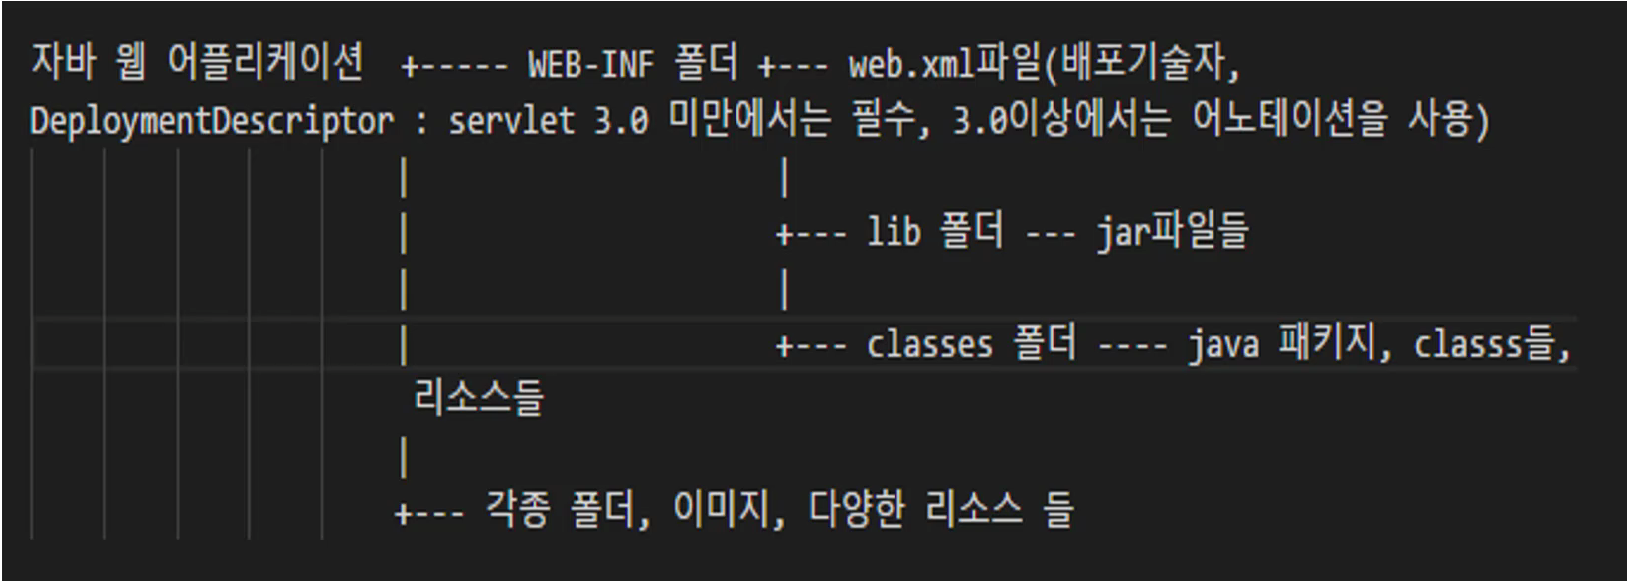 자바 웹 어플리케이션 +----- WEB-INF 폴더 +--- web.xml파일(배포기술자,
DeploymentDescriptor : servlet 3.0 미만에서는 필수, 3.0이상에서는 어노테이션을 사용)
| |
| +--- lib 폴더 --- jar파일들
| |
| +--- classes 폴더 ---- java 패키지, classs들,
리소스들
|
+--- 각종 폴더, 이미지, 다양한 리소스 들